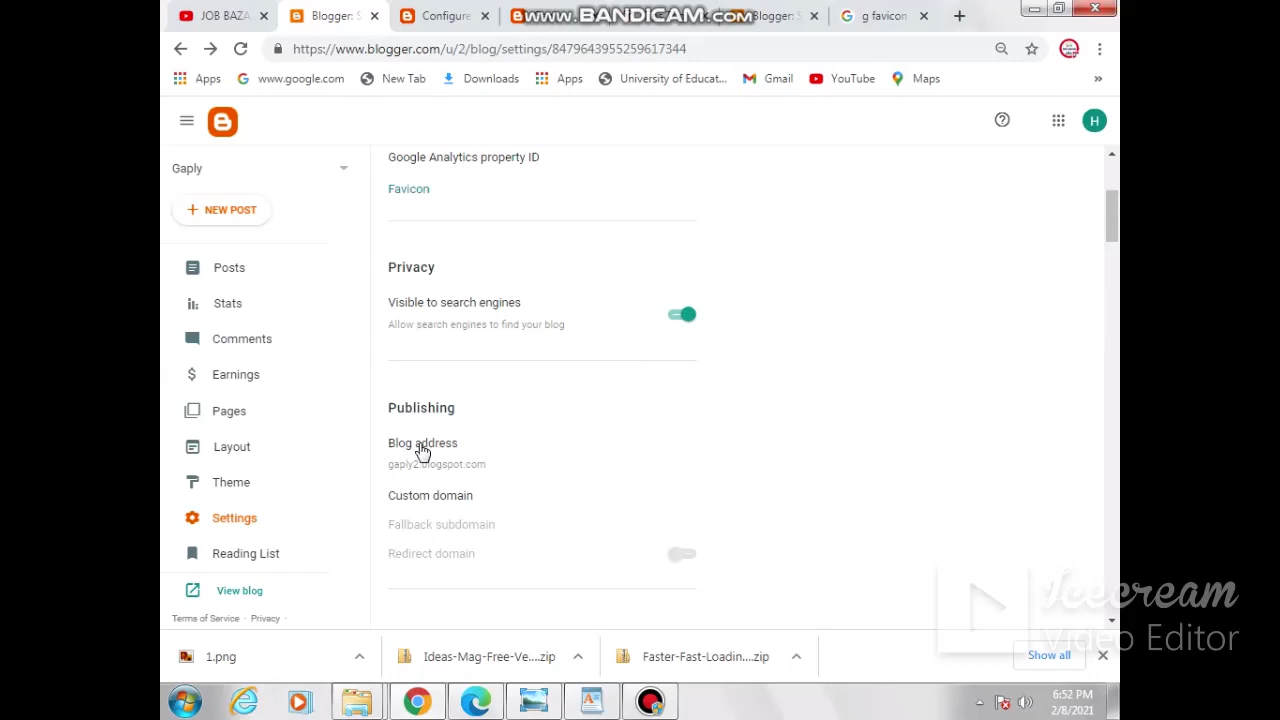 JOB BAZA
Blogger: S
Configure
www.BANDICAM.com
Blogger: S
g favicon
https://www.blogger.com/u/2/blog/settings/8479643955259617344
Apps
www.google.com
New Tab
Downloads
Apps
University of Educat...
Gmail
YouTube
Maps
»
H
Gaply
+ NEW POST
Posts
Stats
Comments
Earnings
Pages
Layout
Theme
Settings
Reading List
View blog
Terms of Service · Privacy ·
Google Analytics property ID
Favicon
Privacy
Visible to search engines
Allow search engines to find your blog
Publishing
Blog address
gaply2.blogspot.com
Custom domain
Fallback subdomain
Redirect domain
Icecream
Video Editor
1.png
Ideas-Mag-Free-Ve....zip
Faster-Fast-Loadin....zip
Show all
6:52 PM
2/8/2021